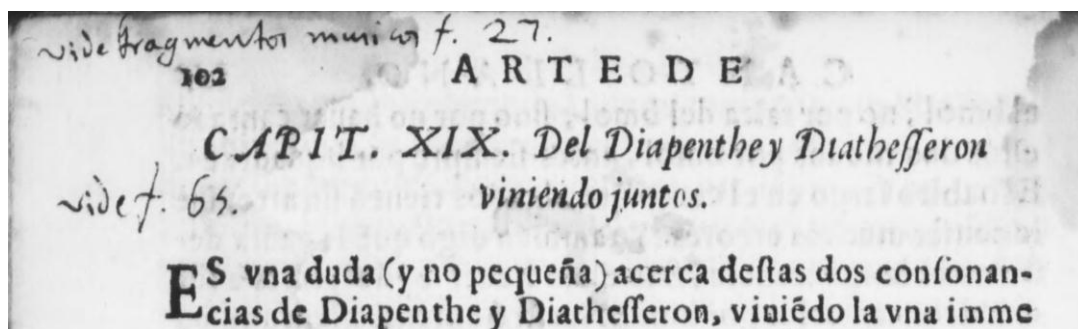 vide fragmentos musicos f. 27.
102 ARTE DE
CAPIT. XIX. Del Diapenthe y Diathesseron
vide f. 65. viniendo juntos.
ES vna duda (y no pequeña) acerca destas dos consonan-
cias de Diapenthe y Diathesseron, viniẽdo la vna imme